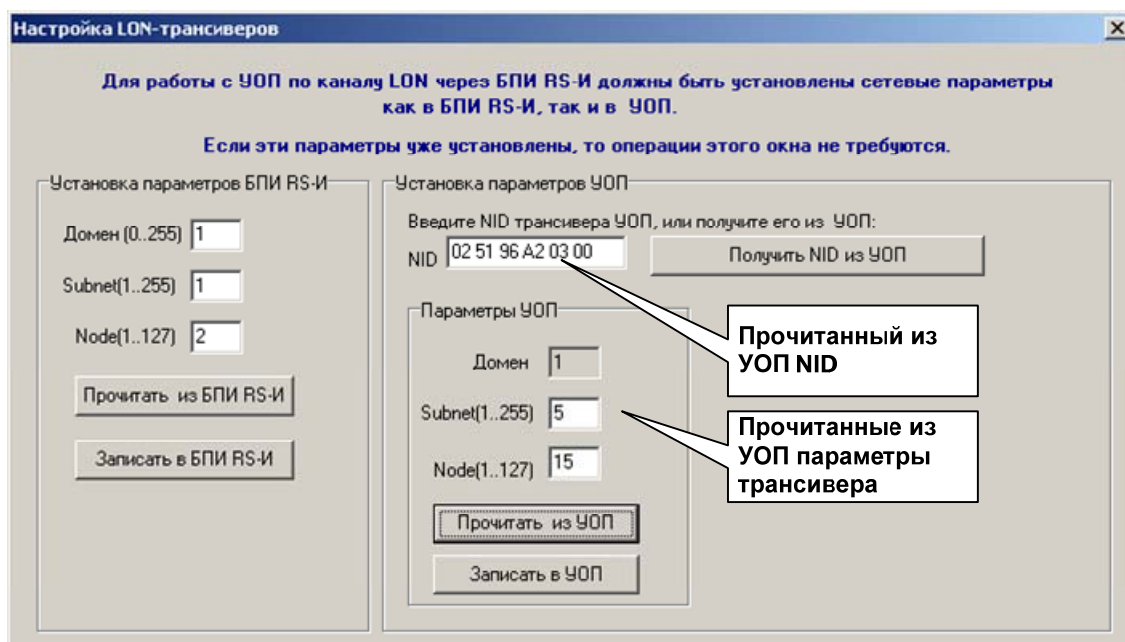 Настройка LON-трансиверов
Для работы с УОП по каналу LON через БПИ RS-И должны быть установлены сетевые параметры
как в БПИ RS-И, так и в УОП.
Если эти параметры уже установлены, то операции этого окна не требуются.
Установка параметров БПИ RS-И
Домен (0..255) 1
Subnet(1..255) 1
Node(1..127) 2
Прочитать из БПИ RS-И
Записать в БПИ RS-И
Установка параметров УОП
Введите NID трансивера УОП, или получите его из УОП:
NID 02 51 96 A2 03 00
Получить NID из УОП
Параметры УОП
Домен 1
Subnet(1..255) 5
Node(1..127) 15
Прочитать из УОП
Записать в УОП
Прочитанный из
УОП NID
Прочитанные из
УОП параметры
трансивера